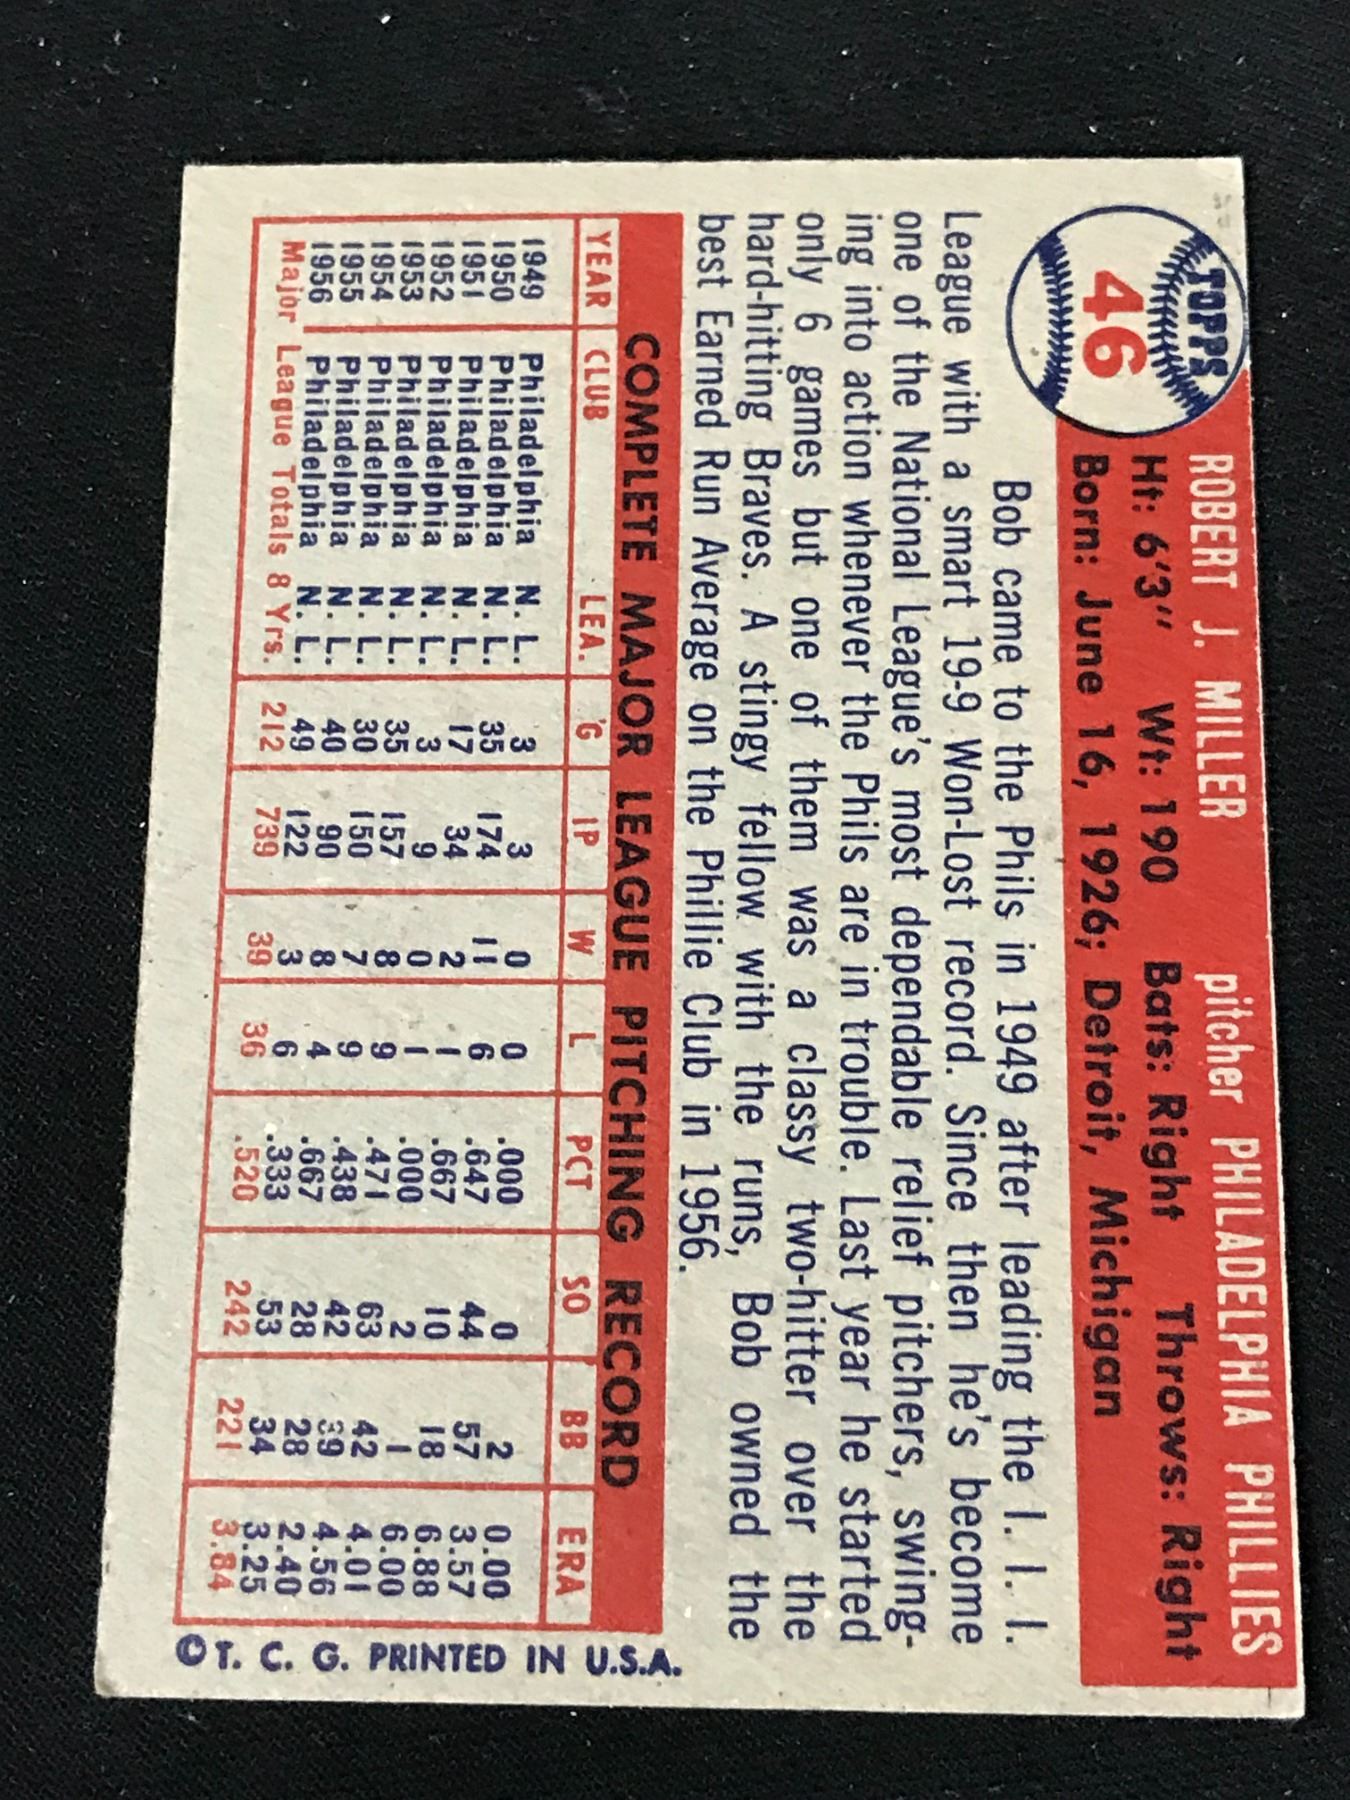 TOPPS
46
ROBERT J. MILLER pitcher PHILADELPHIA PHILLIES
Ht: 6'3" Wt: 190 Bats: Right Throws: Right
Born: June 16, 1926; Detroit, Michigan
Bob came to the Phils in 1949 after leading the I. I. I.
League with a smart 19-9 Won-Lost record. Since then he's become
one of the National League's most dependable relief pitchers, swing-
ing into action whenever the Phils are in trouble. Last year he started
only 6 games but one of them was a classy two-hitter over the
hard-hitting Braves. A stingy fellow with the runs, Bob owned the
best Earned Run Average on the Phillie Club in 1956.
COMPLETE MAJOR LEAGUE PITCHING RECORD
YEAR CLUB LEA. G IP W L PCT SO BB ERA
1949 Philadelphia N. L. 3 3 0 0 .000 0 2 0.00
1950 Philadelphia N. L. 35 174 11 6 .647 44 57 3.57
1951 Philadelphia N. L. 17 34 2 1 .667 10 18 6.88
1952 Philadelphia N. L. 3 9 0 1 .000 2 1 6.00
1953 Philadelphia N. L. 35 157 8 9 .471 63 42 4.01
1954 Philadelphia N. L. 30 150 7 9 .438 42 39 4.56
1955 Philadelphia N. L. 40 90 8 4 .667 28 28 2.40
1956 Philadelphia N. L. 49 122 3 6 .333 53 34 3.25
Major League Totals 8 Yrs. 212 739 39 36 .520 242 221 3.84
©T. C. G. PRINTED IN U.S.A.